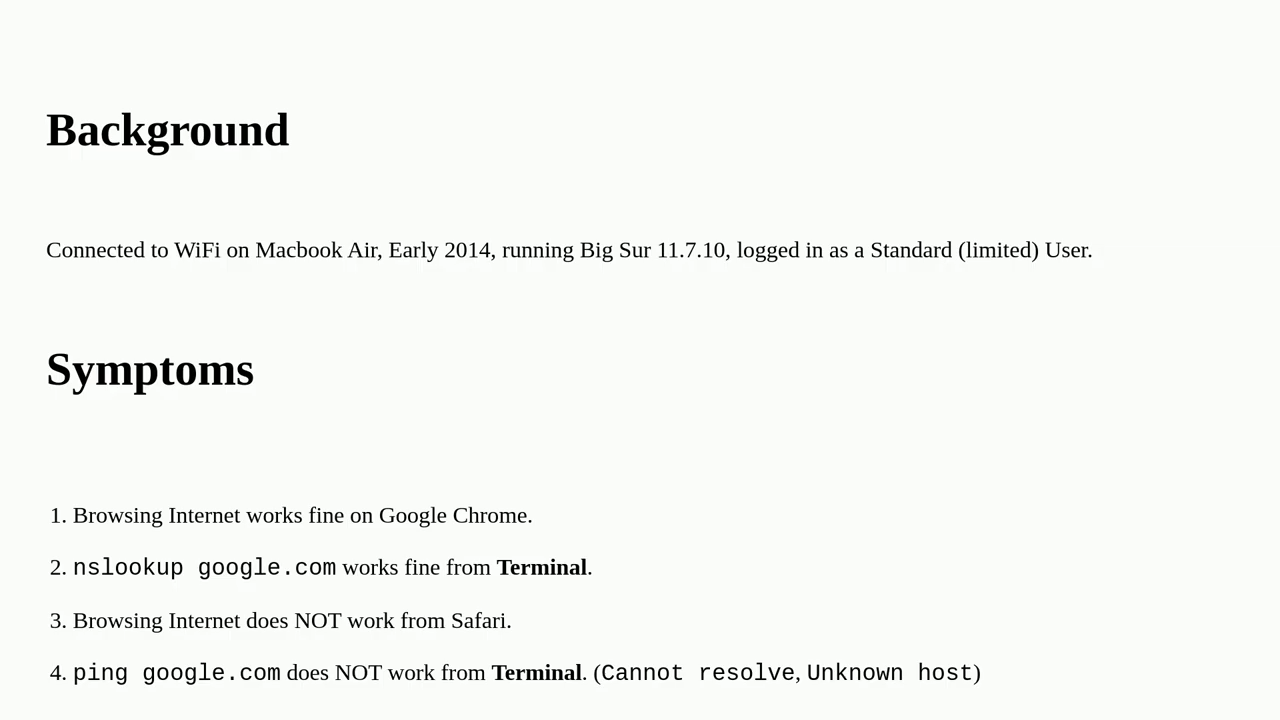 Background
Connected to WiFi on Macbook Air, Early 2014, running Big Sur 11.7.10, logged in as a Standard (limited) User.
Symptoms
1. Browsing Internet works fine on Google Chrome.
2. nslookup google.com works fine from Terminal.
3. Browsing Internet does NOT work from Safari.
4. ping google.com does NOT work from Terminal. (Cannot resolve, Unknown host)